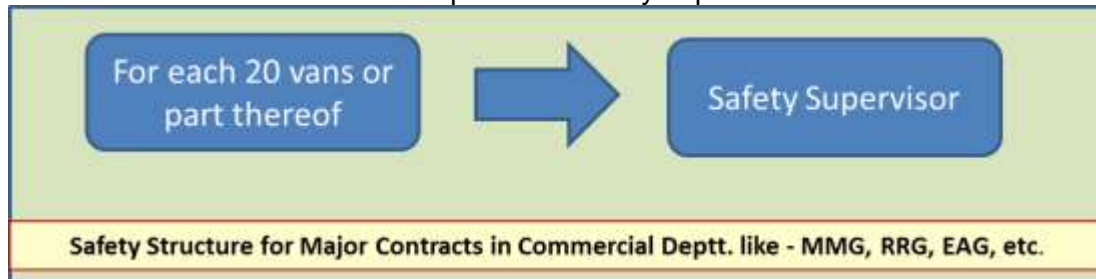 For each 20 vans or
part thereof
Safety Supervisor
Safety Structure for Major Contracts in Commercial Deptt. like - MMG, RRG, EAG, etc.